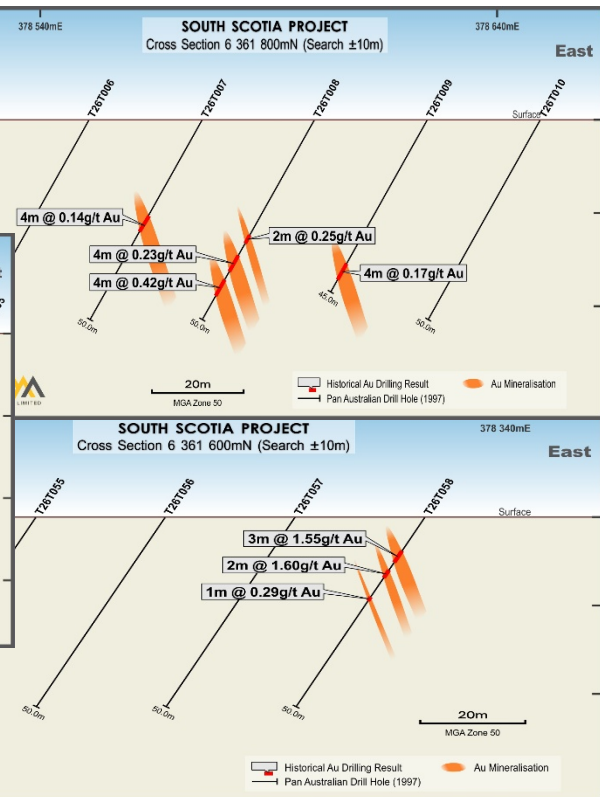 SOUTH SCOTIA PROJECT
Cross Section 6 361 800mN (Search ±10m)
378 540mE
378 640mE
East
T26T006
T26T007
T26T008
T26T009
T26T010
Surface
4m @ 0.14g/t Au
2m @ 0.25g/t Au
4m @ 0.23g/t Au
4m @ 0.42g/t Au
4m @ 0.17g/t Au
50.0m
50.0m
45.0m
50.0m
20m
MGA Zone 50
Historical Au Drilling Result
Au Mineralisation
Pan Australian Drill Hole (1997)
LIMITED
SOUTH SCOTIA PROJECT
Cross Section 6 361 600mN (Search ±10m)
378 340mE
East
T26T055
T26T056
T26T057
T26T058
Surface
3m @ 1.55g/t Au
2m @ 1.60g/t Au
1m @ 0.29g/t Au
50.0m
50.0m
50.0m
20m
MGA Zone 50
Historical Au Drilling Result
Au Mineralisation
Pan Australian Drill Hole (1997)